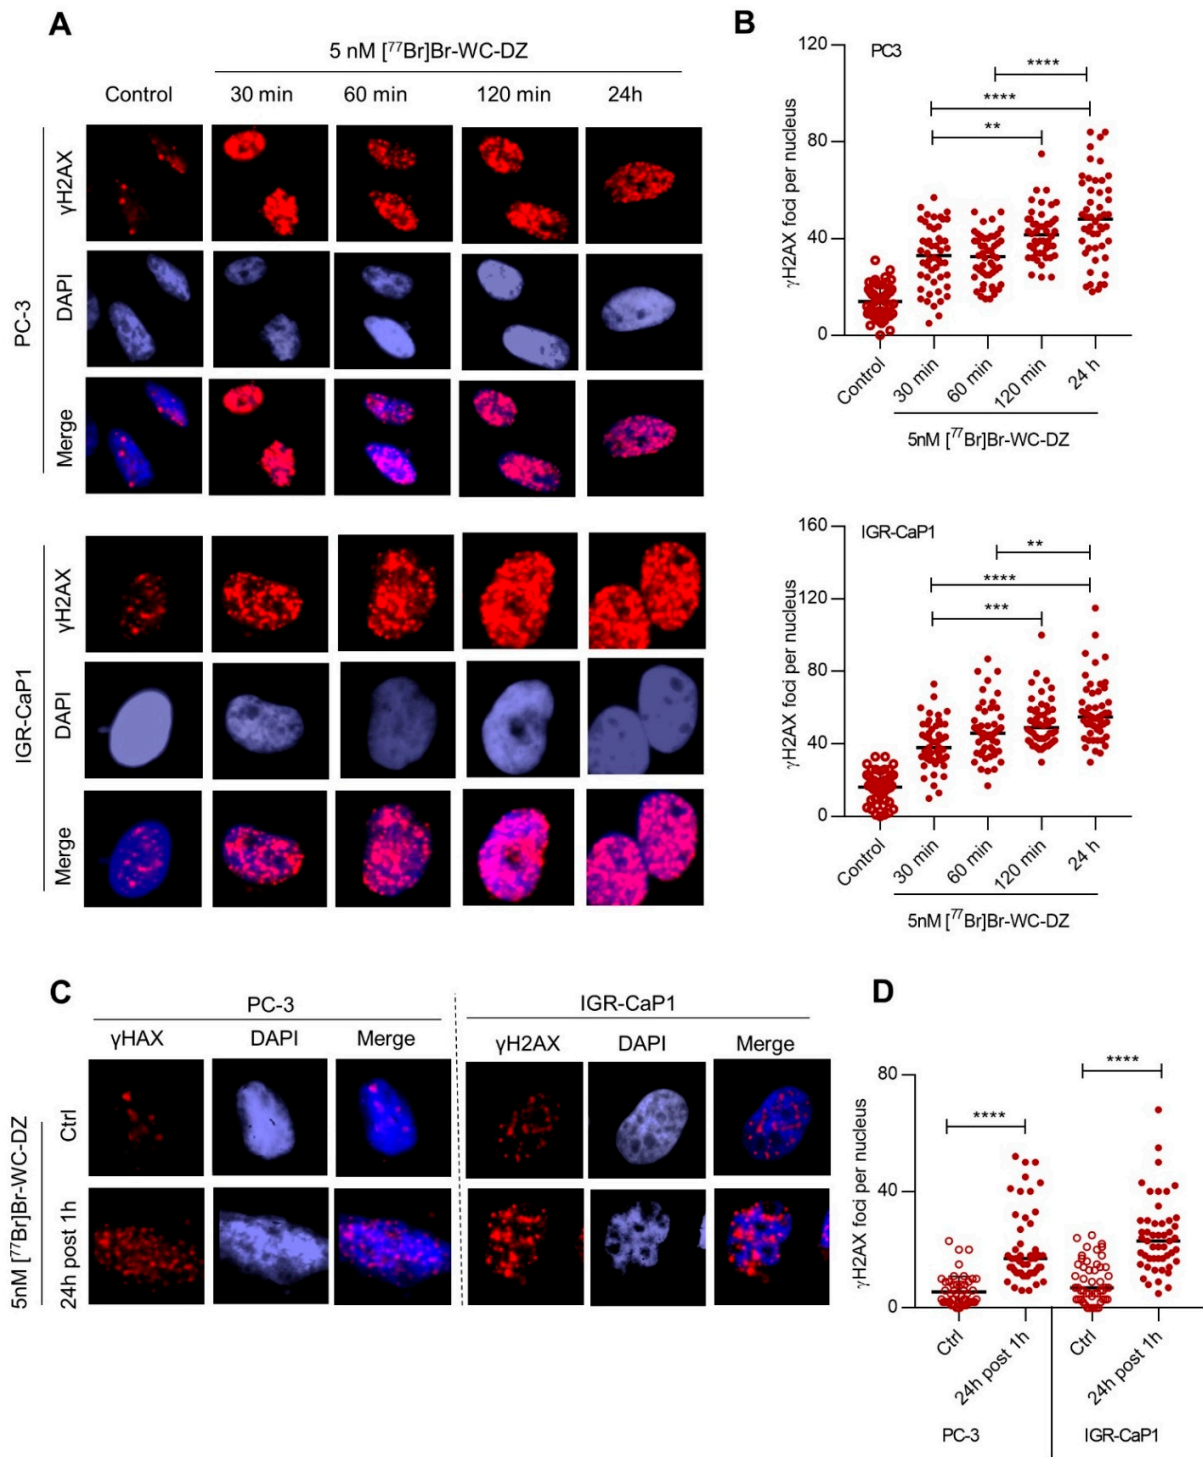 A
5 nM [⁷⁷Br]Br-WC-DZ
Control 30 min 60 min 120 min 24h
PC-3
γH2AX
DAPI
Merge
IGR-CaP1
γH2AX
DAPI
Merge
B
PC3
120
80
40
0
γH2AX foci per nucleus
****
****
**
Control 30 min 60 min 120 min 24 h
5nM [⁷⁷Br]Br-WC-DZ
IGR-CaP1
160
120
80
40
0
γH2AX foci per nucleus
**
****
***
Control 30 min 60 min 120 min 24 h
5nM [⁷⁷Br]Br-WC-DZ
C
PC-3 IGR-CaP1
γHAX DAPI Merge γH2AX DAPI Merge
5nM [⁷⁷Br]Br-WC-DZ
Ctrl
24h post 1h
D
80
40
0
γH2AX foci per nucleus
****
****
Ctrl 24h post 1h Ctrl 24h post 1h
PC-3 IGR-CaP1